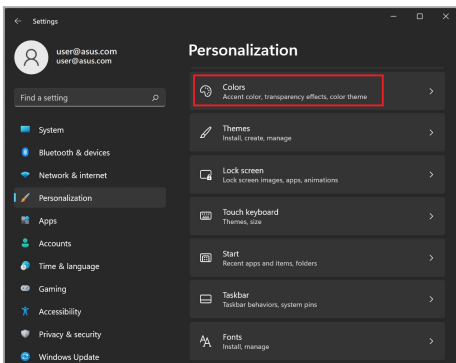 Settings
user@asus.com
user@asus.com
Find a setting
System
Bluetooth & devices
Network & internet
Personalization
Apps
Accounts
Time & language
Gaming
Accessibility
Privacy & security
Windows Update
Personalization
Colors
Accent color, transparency effects, color theme
Themes
Install, create, manage
Lock screen
Lock screen images, apps, animations
Touch keyboard
Themes, size
Start
Recent apps and items, folders
Taskbar
Taskbar behaviors, system pins
Fonts
Install, manage